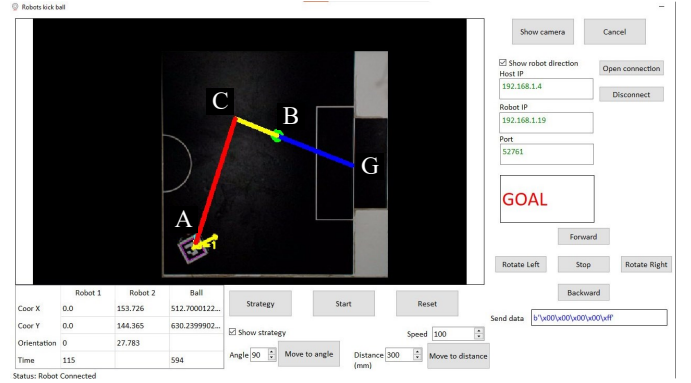 Robots kick ball
Show camera
Cancel
Show robot direction
Host IP
Open connection
192.168.1.4
Disconnect
Robot IP
192.168.1.19
Port
52761
C
B
G
A
1
GOAL
Forward
Rotate Left
Stop
Rotate Right
Backward
Send data b'\x00\x00\x00\x00\xff'
Robot 1 Robot 2 Ball
Coor X 0.0 153.726 512.7000122...
Coor Y 0.0 144.365 630.2399902...
Orientation 0 27.783
Time 115 594
Strategy
Start
Reset
Show strategy
Speed 100
Angle 90
Move to angle
Distance 300
(mm)
Move to distance
Status: Robot Connected